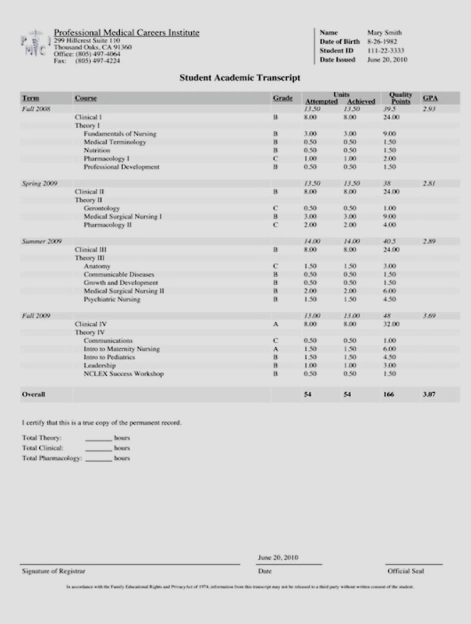 Professional Medical Careers Institute
299 Hillcrest Suite 110
Thousand Oaks, CA 91360
Office: (805) 497-4064
Fax: (805) 497-4224
Name Mary Smith
Date of Birth 8-26-1982
Student ID 111-22-3333
Date Issued June 20, 2010
Student Academic Transcript
Units Quality
Term Course Grade Attempted Achieved Points GPA
Fall 2008 13.50 13.50 39.5 2.93
Clinical I B 8.00 8.00 24.00
Theory I
Fundamentals of Nursing B 3.00 3.00 9.00
Medical Terminology B 0.50 0.50 1.50
Nutrition B 0.50 0.50 1.50
Pharmacology I C 1.00 1.00 2.00
Professional Development B 0.50 0.50 1.50
Spring 2009 13.50 13.50 38 2.81
Clinical II B 8.00 8.00 24.00
Theory II
Gerontology C 0.50 0.50 1.00
Medical Surgical Nursing I B 3.00 3.00 9.00
Pharmacology II C 2.00 2.00 4.00
Summer 2009 14.00 14.00 40.5 2.89
Clinical III B 8.00 8.00 24.00
Theory III
Anatomy C 1.50 1.50 3.00
Communicable Diseases B 0.50 0.50 1.50
Growth and Development B 0.50 0.50 1.50
Medical Surgical Nursing II B 2.00 2.00 6.00
Psychiatric Nursing B 1.50 1.50 4.50
Fall 2009 13.00 13.00 48 3.69
Clinical IV A 8.00 8.00 32.00
Theory IV
Communications C 0.50 0.50 1.00
Intro to Maternity Nursing A 1.50 1.50 6.00
Intro to Pediatrics B 1.50 1.50 4.50
Leadership B 1.00 1.00 3.00
NCLEX Success Workshop B 0.50 0.50 1.50
Overall 54 54 166 3.07
I certify that this is a true copy of the permanent record.
Total Theory: ______ hours
Total Clinical: ______ hours
Total Pharmacology: ______ hours
June 20, 2010
Signature of Registrar Date Official Seal
In accordance with the Family Educational Rights and Privacy Act of 1974, information from this transcript may not be released to a third party without written consent of the student.